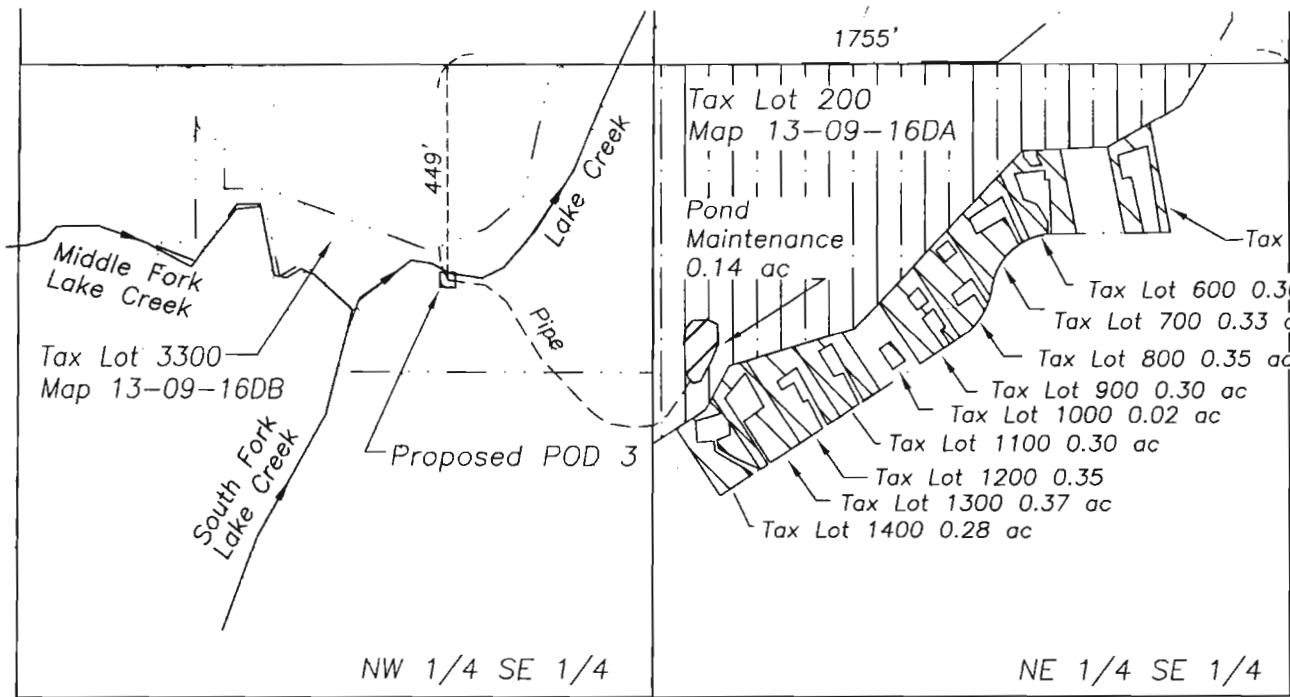 1755'
Tax Lot 200
Map 13-09-16DA
449'
Lake Creek
Pond
Maintenance
0.14 ac
Middle Fork
Lake Creek
Tax
Pipe
Tax Lot 600
Tax Lot 700 0.33
Tax Lot 3300
Map 13-09-16DB
Tax Lot 800 0.35 ac
Tax Lot 900 0.30 ac
Tax Lot 1000 0.02 ac
Proposed POD 3
Tax Lot 1100 0.30 ac
South Fork
Lake Creek
Tax Lot 1200 0.35
Tax Lot 1300 0.37 ac
Tax Lot 1400 0.28 ac
NW 1/4 SE 1/4
NE 1/4 SE 1/4